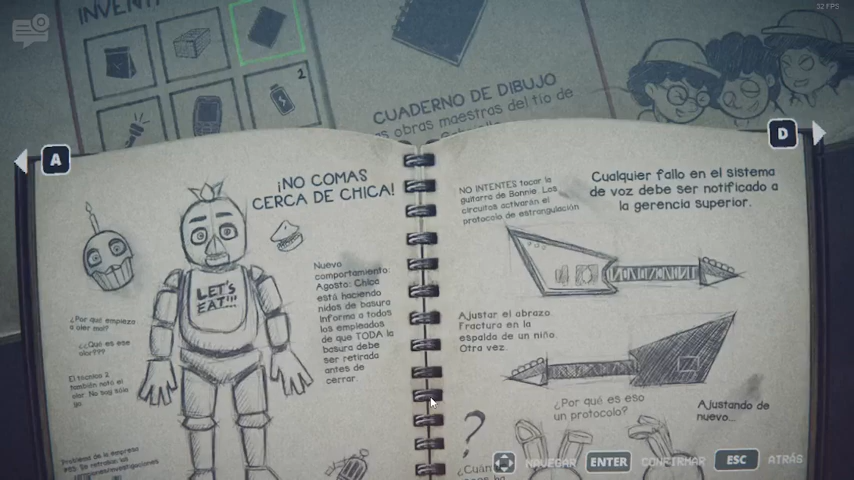 32 FPS
INVENT
2
CUADERNO DE DIBUJO
as obras maestras del tío de
A
D
¡NO COMAS
CERCA DE CHICA!
LET'S
EAT!!!
Nuevo
comportamiento
Agosto: Chica
está haciendo
nidos de basura
Informa a todos
los empleados
de que TODA la
basura debe
ser retirada
antes de
cerrar.
¿Por qué empieza
a oler mal?
¿¿Qué es ese
olor???
El técnico 2
también notó el
olor. No hay sólo
yo
Problemas de la empresa
NO INTENTES tocar la
guitarra de Bonnie. Los
circuitos activarán el
protocolo de estrangulación
Cualquier fallo en el sistema
de voz debe ser notificado a
la gerencia superior.
Ajustar el abrazo
Fractura en la
espalda de un niño
Otra vez.
¿Por qué es eso
un protocolo?
Ajustando de
nuevo...
?
NAVEGAR ENTER CONFIRMAR ESC ATRÁS